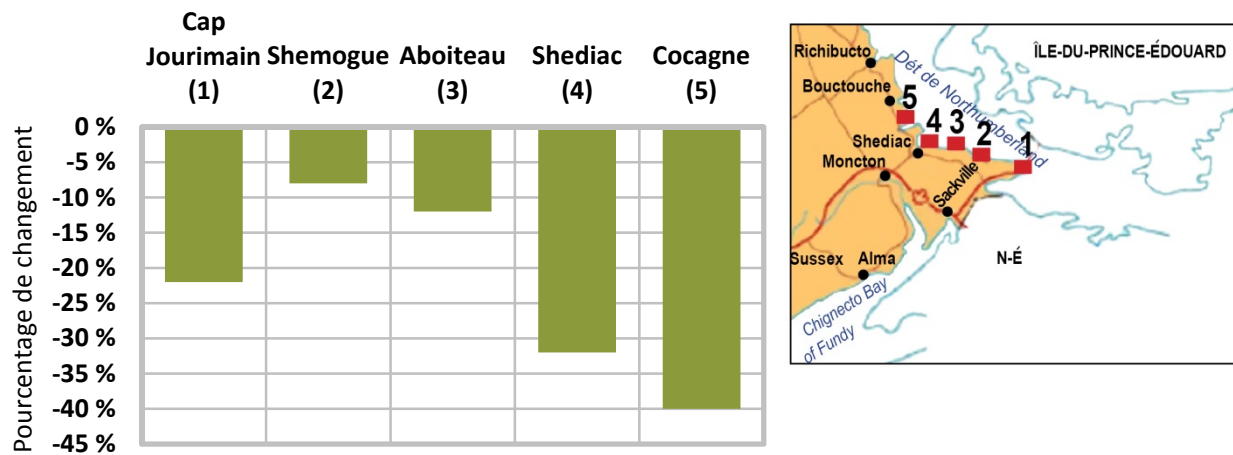 Cap
Jourimain Shemogue Aboiteau Shediac Cocagne
(1) (2) (3) (4) (5)
Pourcentage de changement
0 %
-5 %
-10 %
-15 %
-20 %
-25 %
-30 %
-35 %
-40 %
-45 %
Richibucto
ÎLE-DU-PRINCE-ÉDOUARD
Dét de Northumberland
Bouctouche
5
4 3 2 1
Shediac
Moncton
Sackville
Sussex Alma
N-É
Chignecto Bay
of Fundy